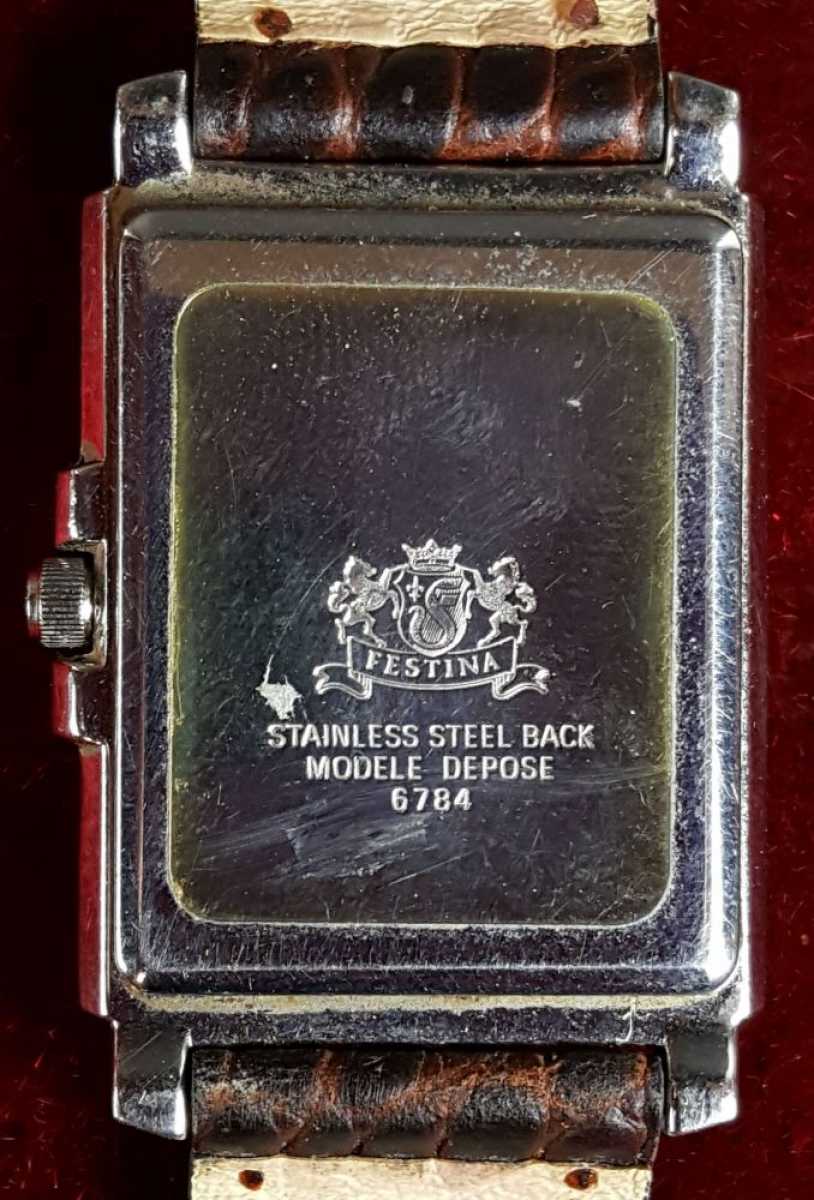 FESTINA
STAINLESS STEEL BACK
MODELE DEPOSE
6784